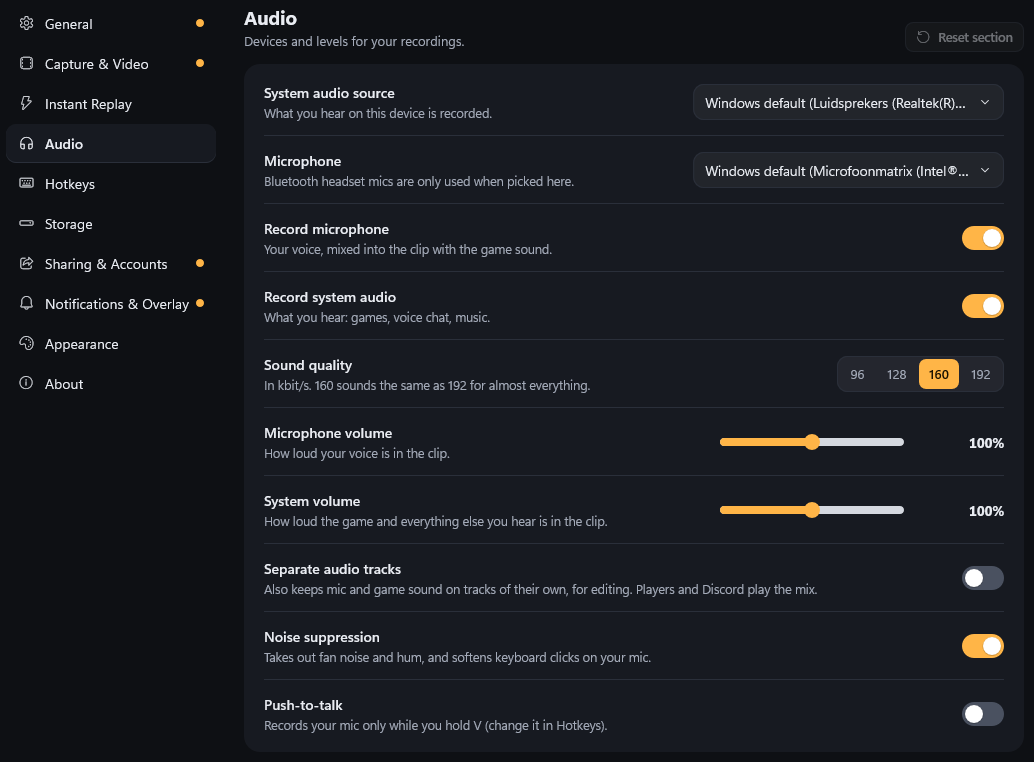 General
Capture & Video
Instant Replay
Audio
Hotkeys
Storage
Sharing & Accounts
Notifications & Overlay
Appearance
About
Audio
Devices and levels for your recordings.
Reset section
System audio source
What you hear on this device is recorded.
Windows default (Luidsprekers (Realtek(R)...
Microphone
Bluetooth headset mics are only used when picked here.
Windows default (Microfoonmatrix (Intel®...
Record microphone
Your voice, mixed into the clip with the game sound.
Record system audio
What you hear: games, voice chat, music.
Sound quality
In kbit/s. 160 sounds the same as 192 for almost everything.
96 128 160 192
Microphone volume
How loud your voice is in the clip.
100%
System volume
How loud the game and everything else you hear is in the clip.
100%
Separate audio tracks
Also keeps mic and game sound on tracks of their own, for editing. Players and Discord play the mix.
Noise suppression
Takes out fan noise and hum, and softens keyboard clicks on your mic.
Push-to-talk
Records your mic only while you hold V (change it in Hotkeys).